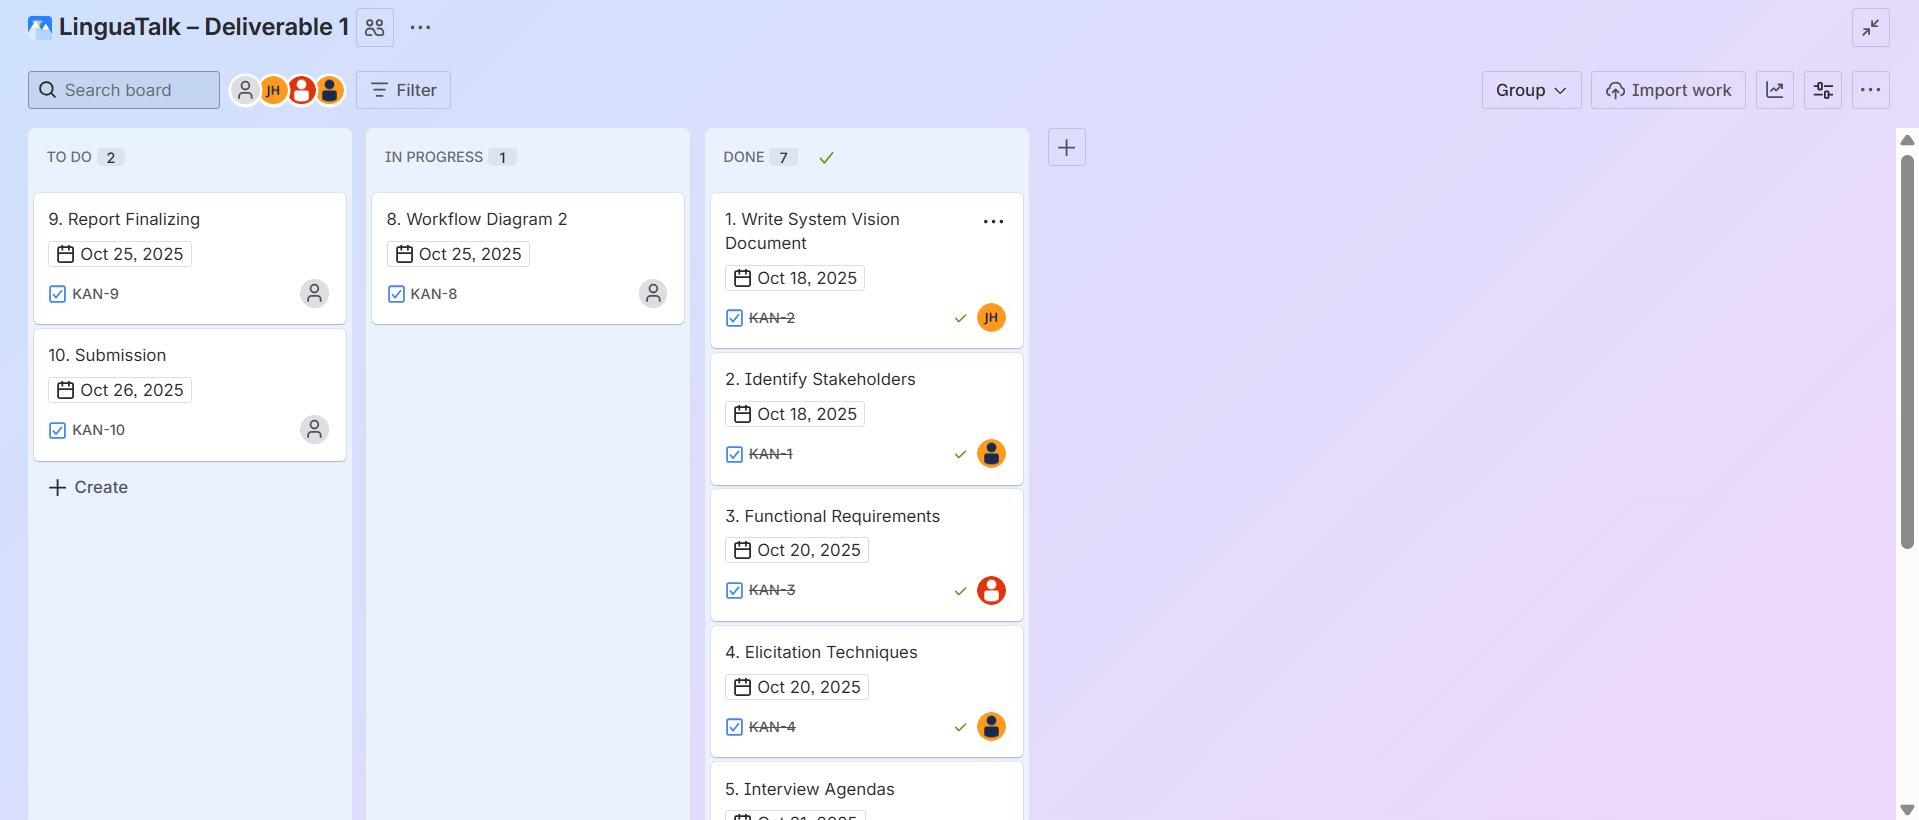 LinguaTalk – Deliverable 1
Search board
JH
Filter
Group
Import work
TO DO 2
9. Report Finalizing
Oct 25, 2025
KAN-9
10. Submission
Oct 26, 2025
KAN-10
Create
IN PROGRESS 1
8. Workflow Diagram 2
Oct 25, 2025
KAN-8
DONE 7
1. Write System Vision
Document
Oct 18, 2025
KAN-2
JH
2. Identify Stakeholders
Oct 18, 2025
KAN-1
3. Functional Requirements
Oct 20, 2025
KAN-3
4. Elicitation Techniques
Oct 20, 2025
KAN-4
5. Interview Agendas
Oct 21, 2025